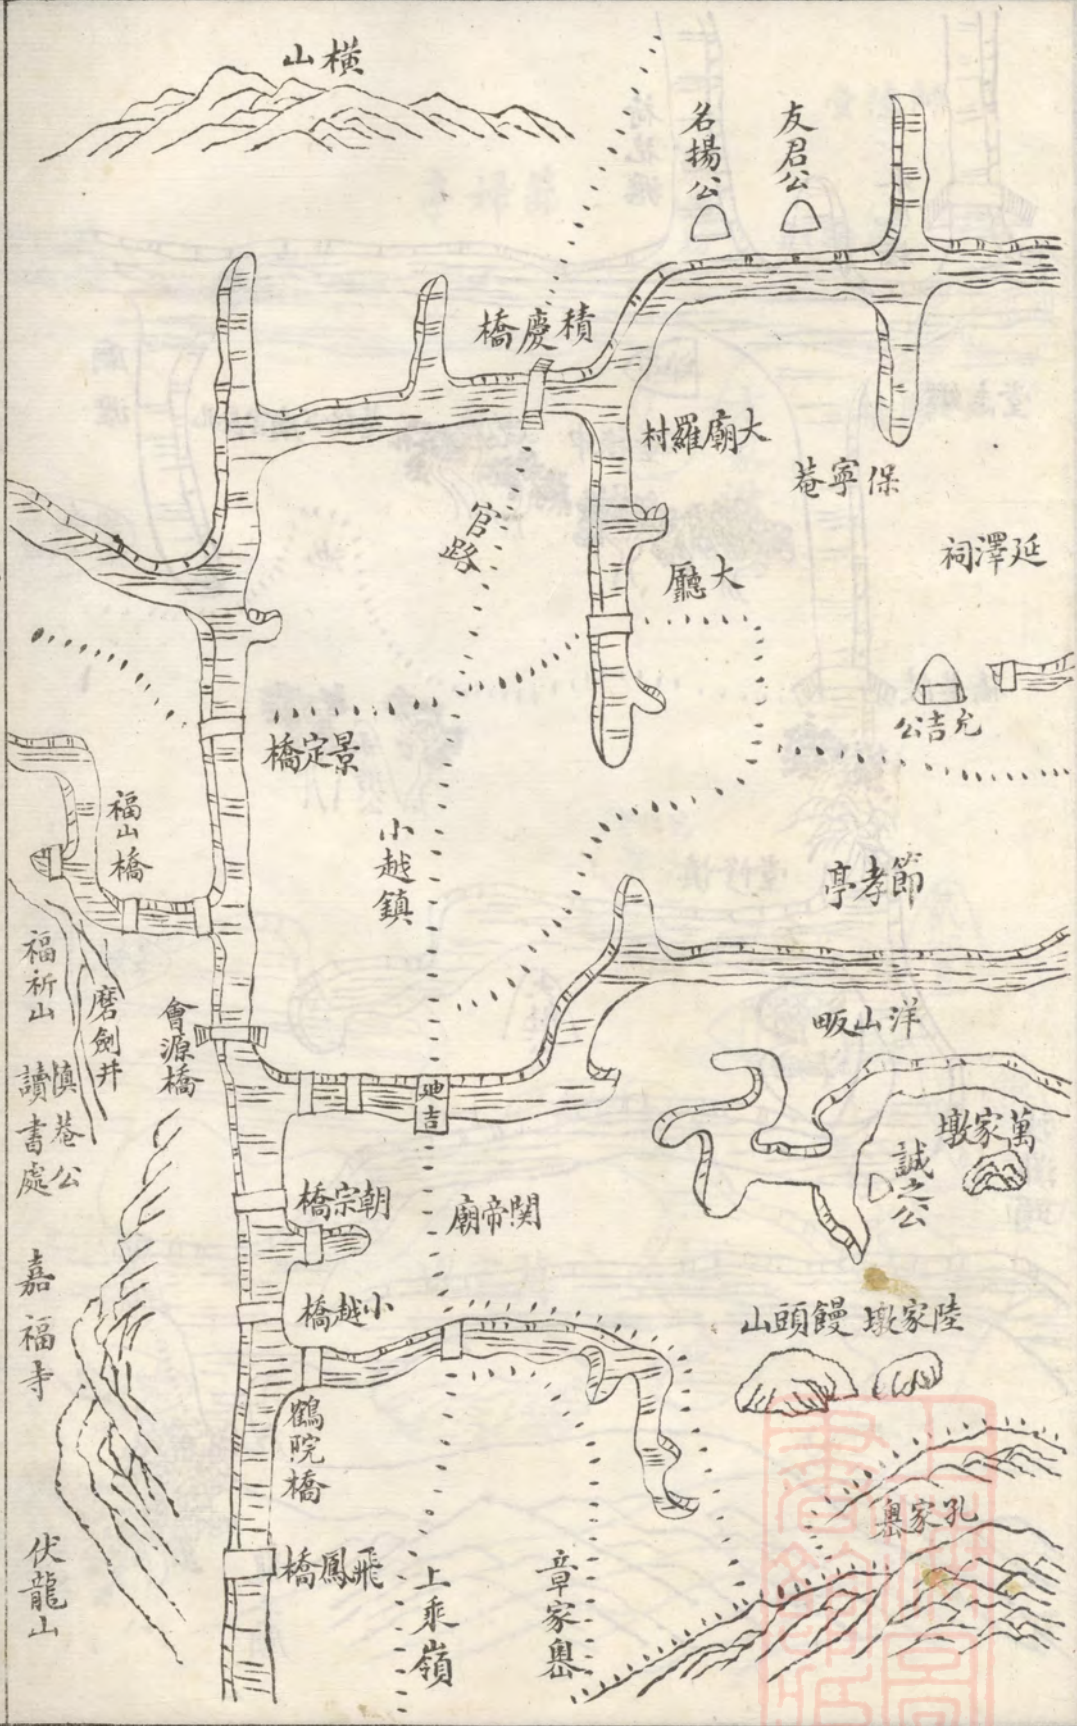 橫山
友君公
名揚公
積慶橋
大廟羅村
保寧菴
延澤祠
官路
大廳
允吉公
景定橋
福山橋
小越鎮
節孝亭
福祈山
磨劍井
會源橋
洋山畈
慎菴公
讀書處
迪吉
萬家墩
誠之公
朝宗橋
關帝廟
嘉福寺
小越橋
陸家墩
饅頭山
鶴院橋
孔家嶴
飛鳳橋
伏龍山
上乘嶺
章家嶴